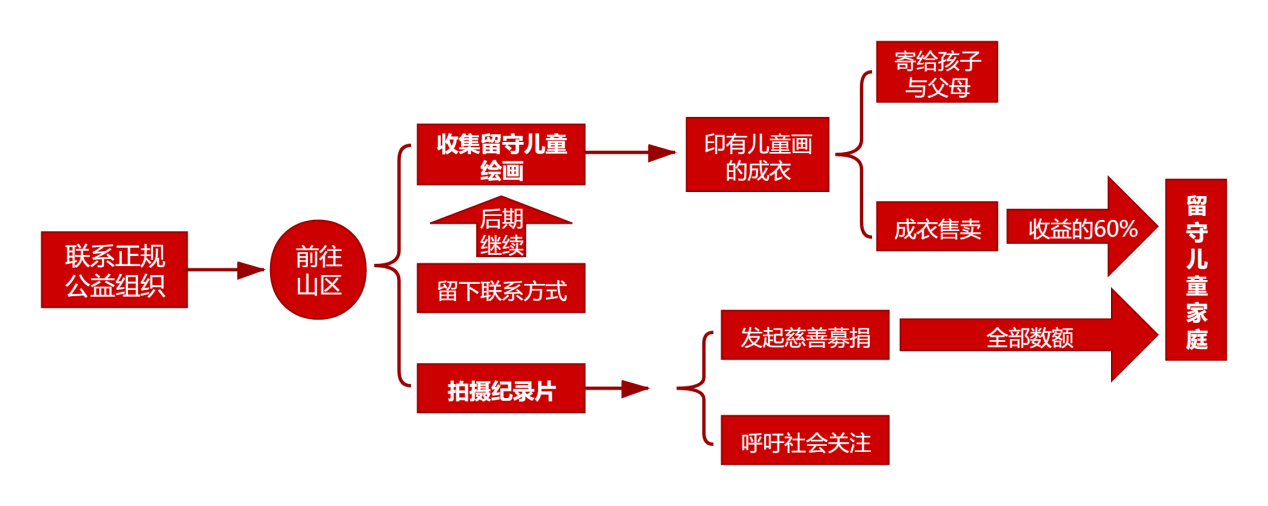 联系正规
公益组织
前往
山区
收集留守儿童
绘画
后期
继续
留下联系方式
拍摄纪录片
印有儿童画
的成衣
寄给孩子
与父母
成衣售卖
收益的60%
发起慈善募捐
全部数额
呼吁社会关注
留守儿童家庭